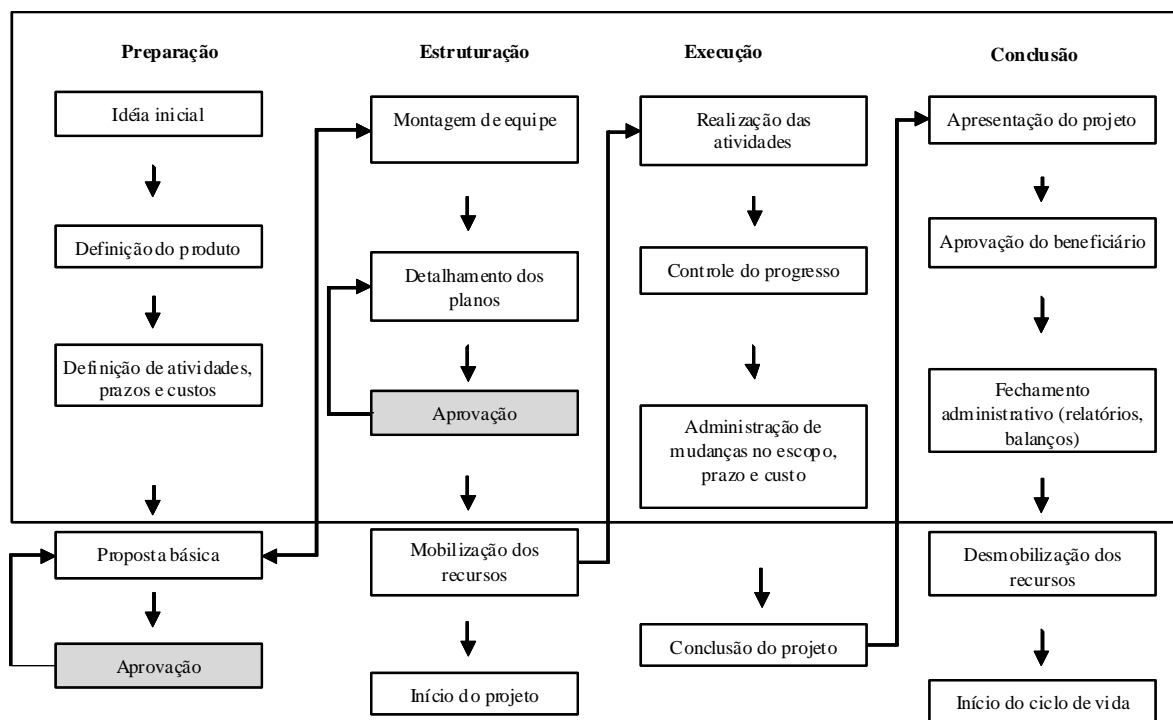 Preparação
Idéia inicial
Definição do produto
Definição de atividades,
prazos e custos
Proposta básica
Aprovação
Estruturação
Montagem de equipe
Detalhamento dos
planos
Aprovação
Mobilização dos
recursos
Início do projeto
Execução
Realização das
atividades
Controle do progresso
Administração de
mudanças no escopo,
prazo e custo
Conclusão do projeto
Conclusão
Apresentação do projeto
Aprovação do beneficiário
Fechamento
administrativo (relatórios,
balanços)
Desmobilização dos
recursos
Início do ciclo de vida